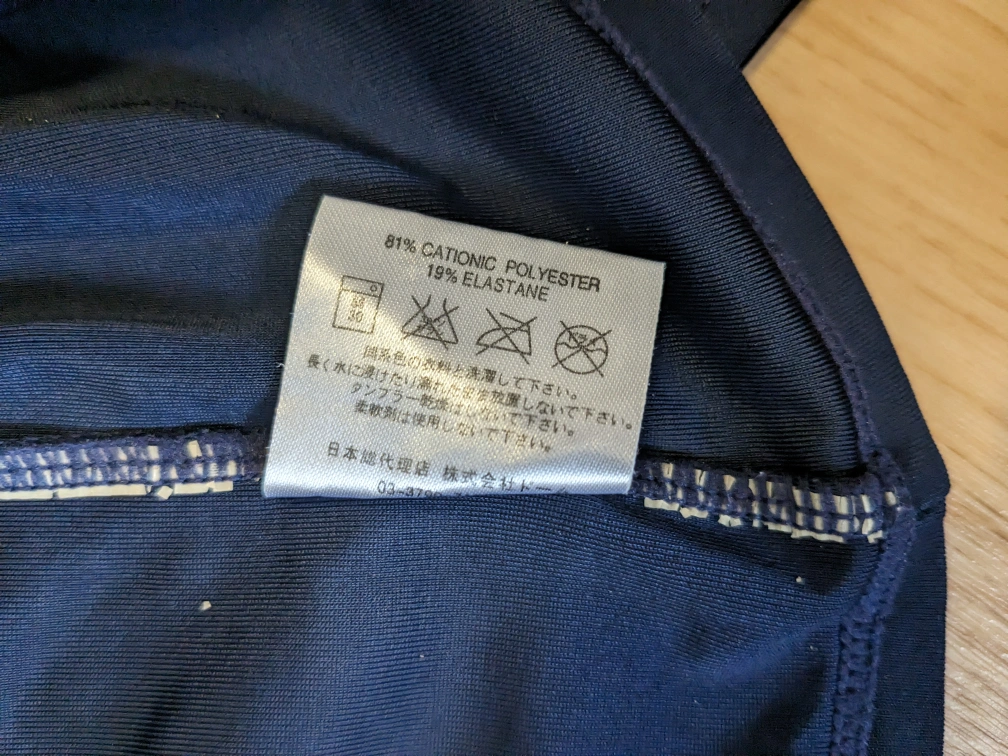 81% CATIONIC POLYESTER
19% ELASTANE
30
同系色の衣料と洗濯して下さい。
長く水に浸けたり濡れたまま放置しないで下さい。
タンブラー乾燥はしないで下さい。
柔軟剤は使用しないで下さい。
日本総代理店 株式会社